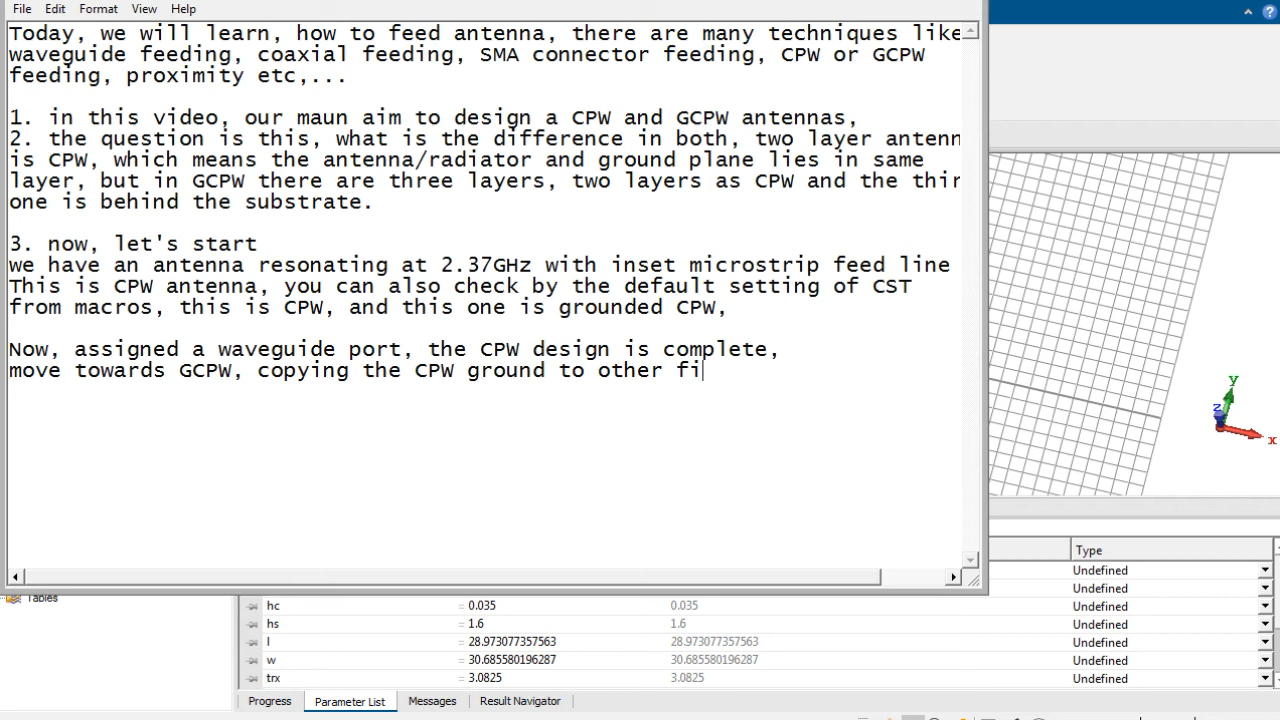 File Edit Format View Help
Today, we will learn, how to feed antenna, there are many techniques like
waveguide feeding, coaxial feeding, SMA connector feeding, CPW or GCPW
feeding, proximity etc,...
1. in this video, our maun aim to design a CPW and GCPW antennas,
2. the question is this, what is the difference in both, two layer antenn
is CPW, which means the antenna/radiator and ground plane lies in same
layer, but in GCPW there are three layers, two layers as CPW and the thir
one is behind the substrate.
3. now, let's start
we have an antenna resonating at 2.37GHz with inset microstrip feed line
This is CPW antenna, you can also check by the default setting of CST
from macros, this is CPW, and this one is grounded CPW,
Now, assigned a waveguide port, the CPW design is complete,
move towards GCPW, copying the CPW ground to other fi
y
z
x
Type
Undefined
Undefined
Tables
hc = 0.035 0.035 Undefined
hs = 1.6 1.6 Undefined
l = 28.973077357563 28.973077357563 Undefined
w = 30.685580196287 30.685580196287 Undefined
trx = 3.0825 3.0825 Undefined
Progress Parameter List Messages Result Navigator